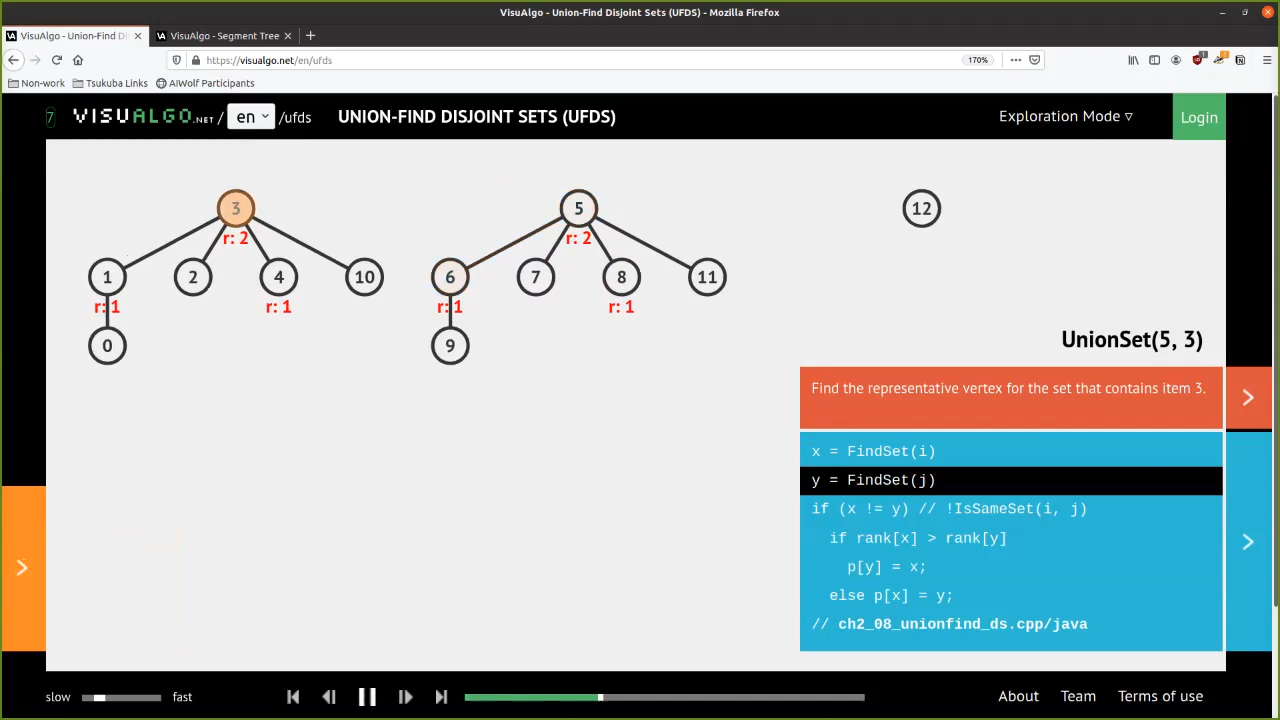 VisuAlgo - Union-Find Disjoint Sets (UFDS) - Mozilla Firefox
VisuAlgo - Union-Find Di
VisuAlgo - Segment Tree
https://visualgo.net/en/ufds
170%
Non-work
Tsukuba Links
AIWolf Participants
7
VISUALGO.NET/
en
/ufds
UNION-FIND DISJOINT SETS (UFDS)
Exploration Mode ▿
Login
3
5
12
r: 2
r: 2
1
2
4
10
6
7
8
11
r: 1
r: 1
r: 1
r: 1
0
9
UnionSet(5, 3)
Find the representative vertex for the set that contains item 3.
x = FindSet(i)
y = FindSet(j)
if (x != y) // !IsSameSet(i, j)
if rank[x] > rank[y]
p[y] = x;
else p[x] = y;
// ch2_08_unionfind_ds.cpp/java
slow
fast
About
Team
Terms of use